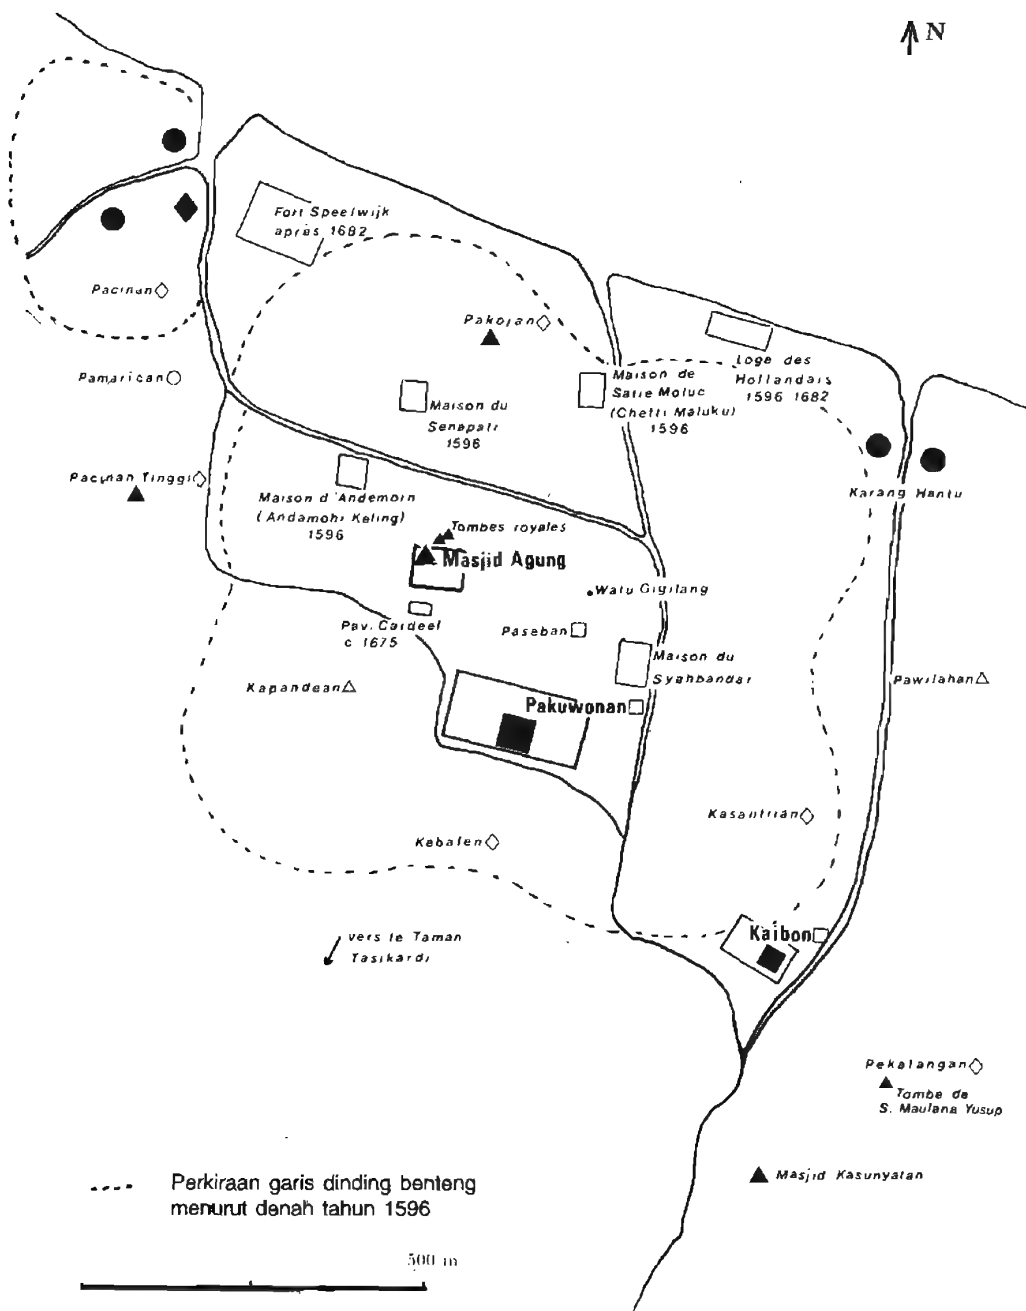 N
Fort Speelwijk
après 1682
Pacinan
Pakojan
Loge des
Hollandais
1596 1682
Pamarican
Maison de
Satie Moluc
(Chetti Maluku)
1596
Maison du
Senapati
1596
Pacinan Tinggi
Maison d'Andemoin
(Andamohi Keling)
1596
Karang Hantu
Tombes royales
Masjid Agung
Watu Gigilang
Pav. Cardeel
c 1675
Paseban
Maison du
Syahbandar
Kapandean
Pakuwonan
Pawilahan
Kasantrian
Kebalen
Kaibon
vers le Taman
Tasikardi
Pekalangan
Tombe de
S. Maulana Yusup
Masjid Kasunyatan
Perkiraan garis dinding benteng
menurut denah tahun 1596
500 m